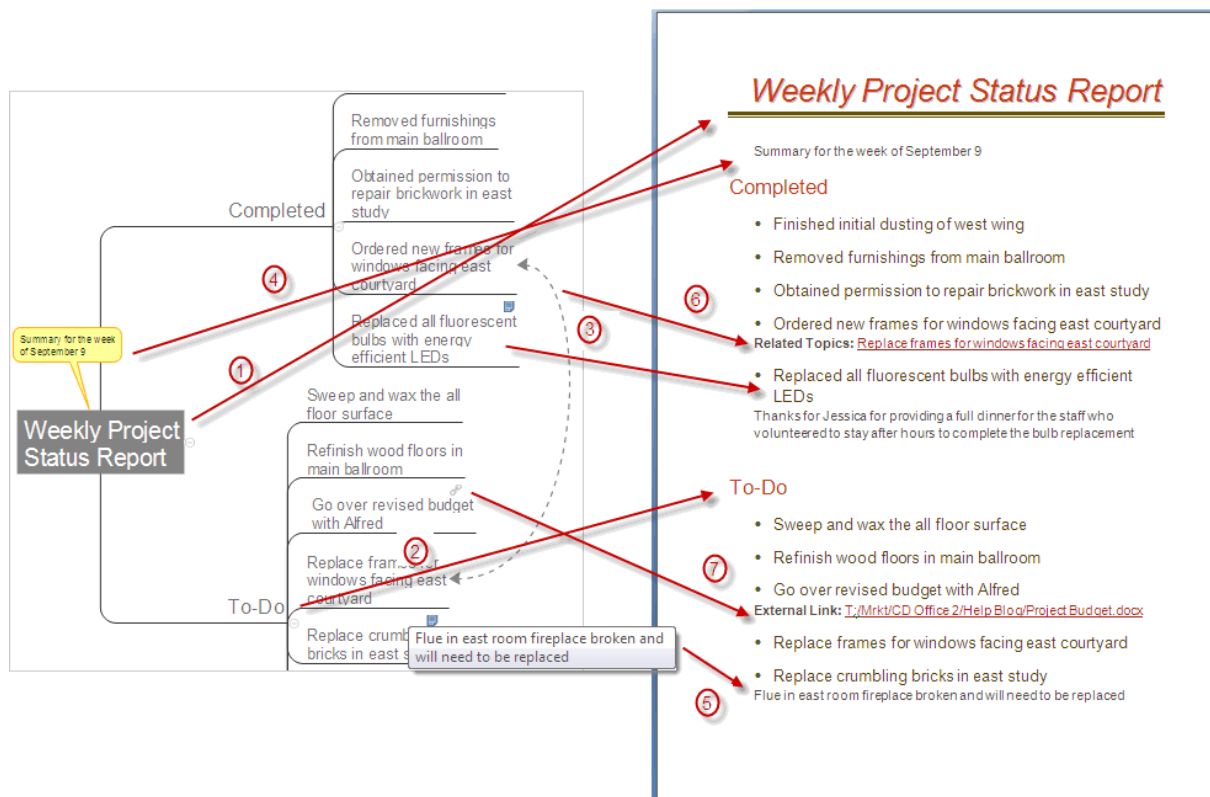 Removed furnishings
from main ballroom
Obtained permission to
repair brickwork in east
study
Completed
Ordered new frames for
windows facing east
courtyard
4
3
Replaced all fluorescent
bulbs with energy
efficient LEDs
Summary for the week
of September 9
1
Weekly Project
Status Report
Sweep and wax the all
floor surface
Refinish wood floors in
main ballroom
Go over revised budget
with Alfred
2
Replace frames for
windows facing east
courtyard
To-Do
Replace crumb
bricks in east s
Flue in east room fireplace broken and
will need to be replaced
Weekly Project Status Report
Summary for the week of September 9
Completed
• Finished initial dusting of west wing
• Removed furnishings from main ballroom
6
• Obtained permission to repair brickwork in east study
• Ordered new frames for windows facing east courtyard
Related Topics: Replace frames for windows facing east courtyard
• Replaced all fluorescent bulbs with energy efficient
LEDs
Thanks for Jessica for providing a full dinner for the staff who
volunteered to stay after hours to complete the bulb replacement
To-Do
• Sweep and wax the all floor surface
• Refinish wood floors in main ballroom
7
• Go over revised budget with Alfred
External Link: T:/Mrkt/CD Office 2/Help Blog/Project Budget.docx
• Replace frames for windows facing east courtyard
• Replace crumbling bricks in east study
Flue in east room fireplace broken and will need to be replaced
5